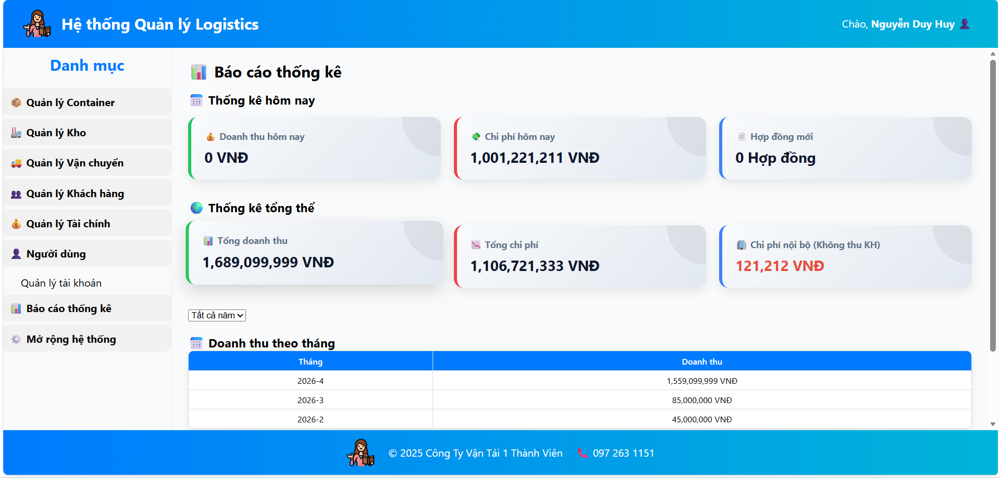 Hệ thống Quản lý Logistics
Chào, Nguyễn Duy Huy
Danh mục
Quản lý Container
Quản lý Kho
Quản lý Vận chuyển
Quản lý Khách hàng
Quản lý Tài chính
Người dùng
Quản lý tài khoản
Báo cáo thống kê
Mở rộng hệ thống
Báo cáo thống kê
Thống kê hôm nay
Doanh thu hôm nay
0 VNĐ
Chi phí hôm nay
1,001,221,211 VNĐ
Hợp đồng mới
0 Hợp đồng
Thống kê tổng thể
Tổng doanh thu
1,689,099,999 VNĐ
Tổng chi phí
1,106,721,333 VNĐ
Chi phí nội bộ (Không thu KH)
121,212 VNĐ
Tất cả năm
Doanh thu theo tháng
Tháng Doanh thu
2026-4 1,559,099,999 VNĐ
2026-3 85,000,000 VNĐ
2026-2 45,000,000 VNĐ
© 2025 Công Ty Vận Tải 1 Thành Viên 097 263 1151